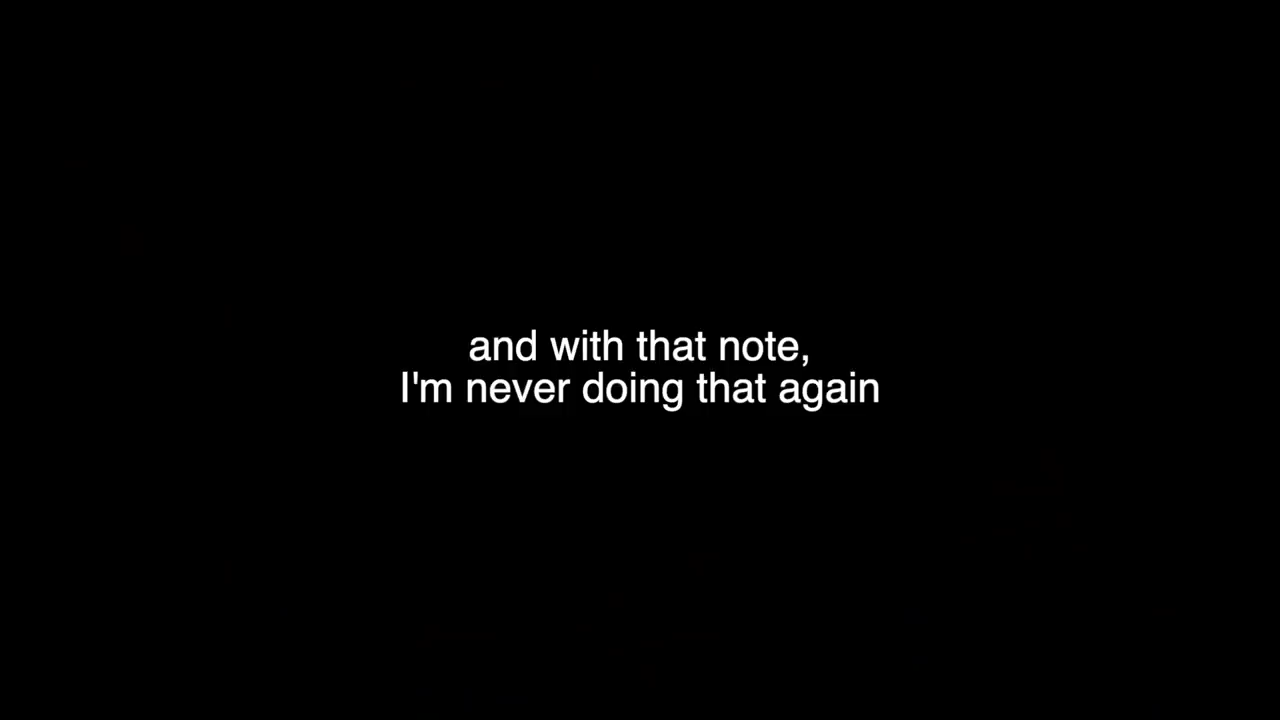 and with that note,
I'm never doing that again